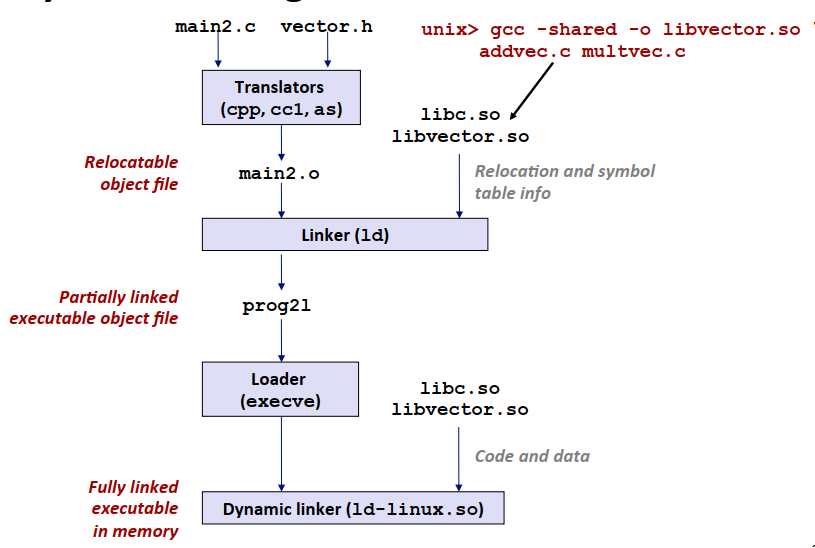 main2.c vector.h
unix> gcc -shared -o libvector.so \
addvec.c multvec.c
Translators
(cpp, cc1, as)
libc.so
libvector.so
Relocatable
object file
main2.o
Relocation and symbol
table info
Linker (ld)
Partially linked
executable object file
prog2l
Loader
(execve)
libc.so
libvector.so
Code and data
Fully linked
executable
in memory
Dynamic linker (ld-linux.so)